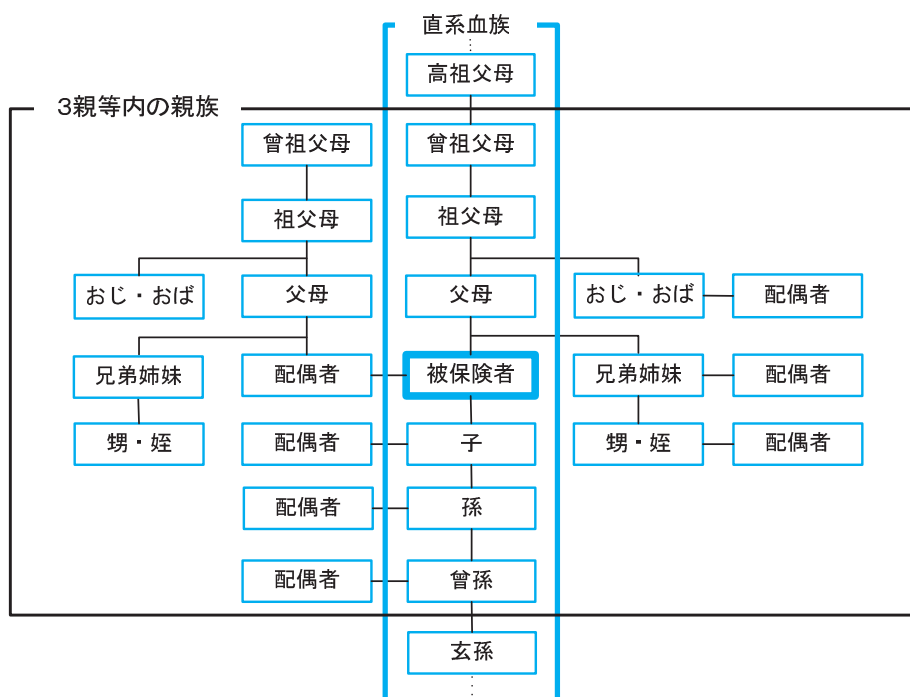 直系血族
高祖父母
3親等内の親族
曾祖父母
曾祖父母
祖父母
祖父母
おじ・おば
父母
父母
おじ・おば
配偶者
兄弟姉妹
配偶者
被保険者
兄弟姉妹
配偶者
甥・姪
配偶者
子
甥・姪
配偶者
配偶者
孫
配偶者
曾孫
玄孫